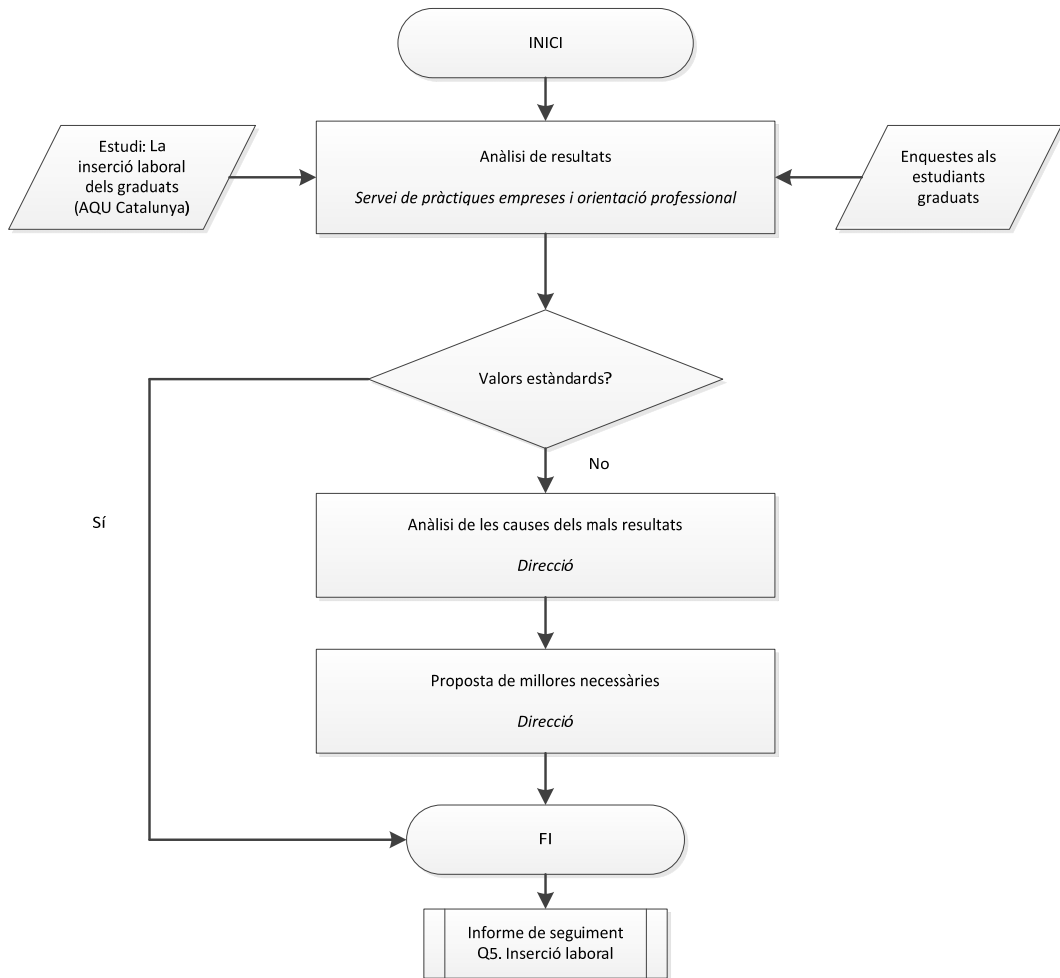 INICI
Estudi: La
inserció laboral
dels graduats
(AQU Catalunya)
Anàlisi de resultats
Servei de pràctiques empreses i orientació professional
Enquestes als
estudiants
graduats
Valors estàndards?
No
Sí
Anàlisi de les causes dels mals resultats
Direcció
Proposta de millores necessàries
Direcció
FI
Informe de seguiment
Q5. Inserció laboral